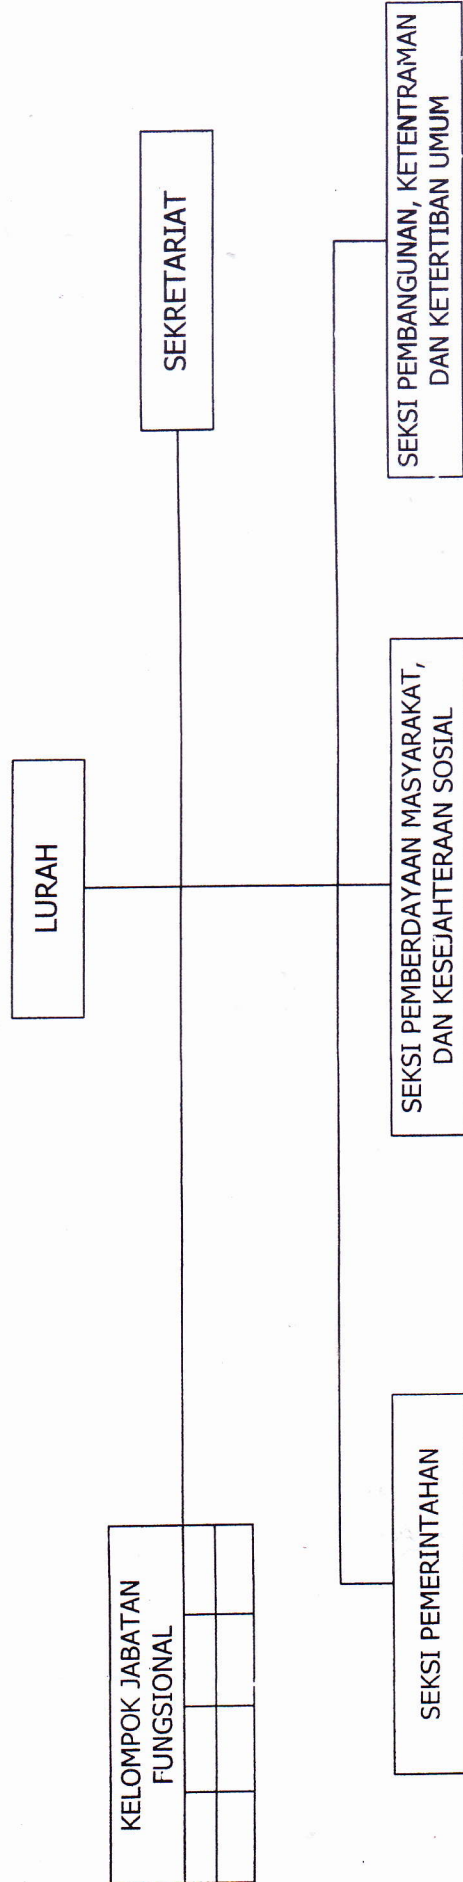 LURAH
KELOMPOK JABATAN
FUNGSIONAL
SEKRETARIAT
SEKSI PEMERINTAHAN
SEKSI PEMBERDAYAAN MASYARAKAT,
DAN KESEJAHTERAAN SOSIAL
SEKSI PEMBANGUNAN, KETENTRAMAN
DAN KETERTIBAN UMUM